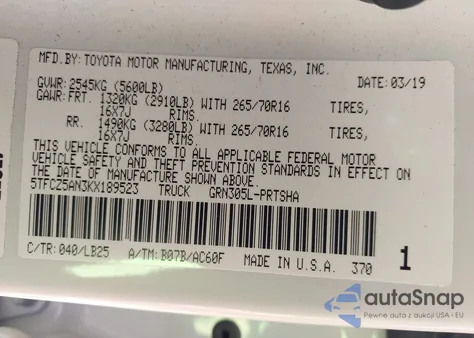 MFD.BY: TOYOTA MOTOR MANUFACTURING, TEXAS, INC.
GVWR: 2545KG (5600LB) DATE: 03/19
GAWR: FRT. 1320KG (2910LB) WITH 265/70R16 TIRES,
16X7J RIMS.
RR. 1490KG (3280LB) WITH 265/70R16 TIRES,
16X7J RIMS.
THIS VEHICLE CONFORMS TO ALL APPLICABLE FEDERAL MOTOR
VEHICLE SAFETY AND THEFT PREVENTION STANDARDS IN EFFECT ON
THE DATE OF MANUFACTURE SHOWN ABOVE.
5TFCZ5AN3KX189523 TRUCK GRN305L-PRTSHA
C/TR: 040/LB25 A/TM: B07B/AC60F MADE IN U.S.A. 370 1
autoSnap
Pewne auta z aukcji USA - EU